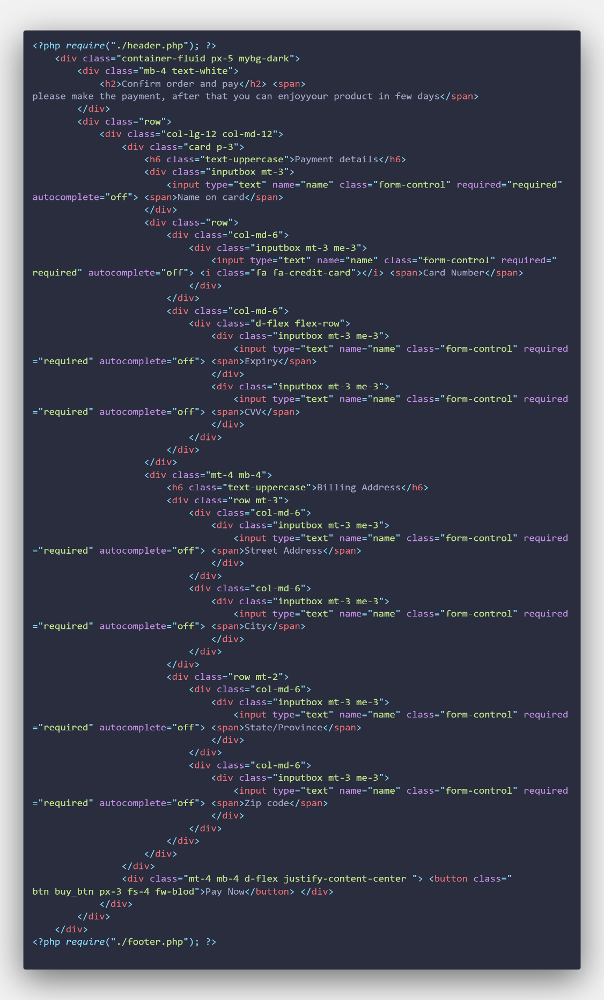 <?php require("./header.php"); ?>
    <div class="container-fluid px-5 mybg-dark">
        <div class="mb-4 text-white">
            <h2>Confirm order and pay</h2> <span>
please make the payment, after that you can enjoyyour product in few days</span>
        </div>
        <div class="row">
            <div class="col-lg-12 col-md-12">
                <div class="card p-3">
                    <h6 class="text-uppercase">Payment details</h6>
                    <div class="inputbox mt-3">
                        <input type="text" name="name" class="form-control" required="required"
autocomplete="off"> <span>Name on card</span>
                    </div>
                    <div class="row">
                        <div class="col-md-6">
                            <div class="inputbox mt-3 me-3">
                                <input type="text" name="name" class="form-control" required="
required" autocomplete="off"> <i class="fa fa-credit-card"></i> <span>Card Number</span>
                            </div>
                        </div>
                        <div class="col-md-6">
                            <div class="d-flex flex-row">
                                <div class="inputbox mt-3 me-3">
                                    <input type="text" name="name" class="form-control" required
="required" autocomplete="off"> <span>Expiry</span>
                                </div>
                                <div class="inputbox mt-3 me-3">
                                    <input type="text" name="name" class="form-control" required
="required" autocomplete="off"> <span>CVV</span>
                                </div>
                            </div>
                        </div>
                    </div>
                    <div class="mt-4 mb-4">
                        <h6 class="text-uppercase">Billing Address</h6>
                        <div class="row mt-3">
                            <div class="col-md-6">
                                <div class="inputbox mt-3 me-3">
                                    <input type="text" name="name" class="form-control" required
="required" autocomplete="off"> <span>Street Address</span>
                                </div>
                            </div>
                            <div class="col-md-6">
                                <div class="inputbox mt-3 me-3">
                                    <input type="text" name="name" class="form-control" required
="required" autocomplete="off"> <span>City</span>
                                </div>
                            </div>
                        </div>
                        <div class="row mt-2">
                            <div class="col-md-6">
                                <div class="inputbox mt-3 me-3">
                                    <input type="text" name="name" class="form-control" required
="required" autocomplete="off"> <span>State/Province</span>
                                </div>
                            </div>
                            <div class="col-md-6">
                                <div class="inputbox mt-3 me-3">
                                    <input type="text" name="name" class="form-control" required
="required" autocomplete="off"> <span>Zip code</span>
                                </div>
                            </div>
                        </div>
                    </div>
                </div>
                <div class="mt-4 mb-4 d-flex justify-content-center "> <button class="
btn buy_btn px-3 fs-4 fw-blod">Pay Now</button> </div>
            </div>
        </div>
    </div>
<?php require("./footer.php"); ?>